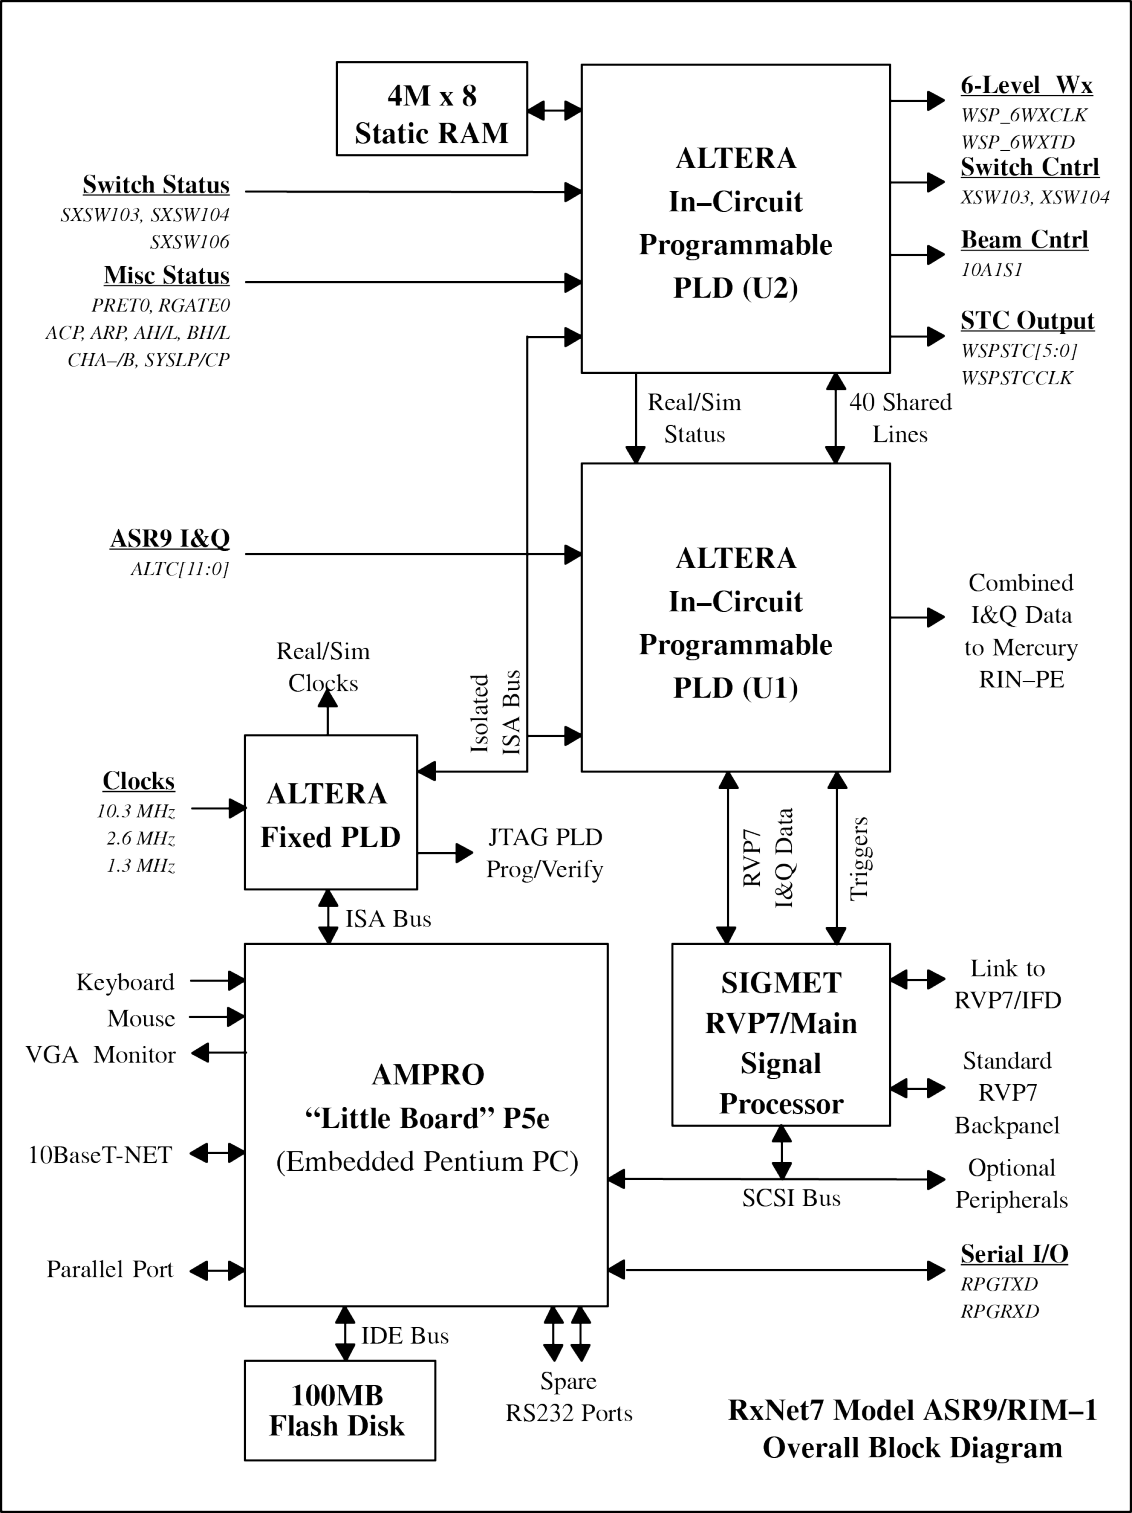 4M x 8
Static RAM
ALTERA
In–Circuit
Programmable
PLD (U2)
6-Level Wx
WSP_6WXCLK
WSP_6WXTD
Switch Cntrl
XSW103, XSW104
Beam Cntrl
10A1S1
STC Output
WSPSTC[5:0]
WSPSTCCLK
Switch Status
SXSW103, SXSW104
SXSW106
Misc Status
PRET0, RGATE0
ACP, ARP, AH/L, BH/L
CHA–/B, SYSLP/CP
Real/Sim
Status
40 Shared
Lines
ASR9 I&Q
ALTC[11:0]
ALTERA
In–Circuit
Programmable
PLD (U1)
Combined
I&Q Data
to Mercury
RIN–PE
Real/Sim
Clocks
Isolated
ISA Bus
Clocks
10.3 MHz
2.6 MHz
1.3 MHz
ALTERA
Fixed PLD
JTAG PLD
Prog/Verify
RVP7
I&Q Data
Triggers
ISA Bus
Keyboard
Mouse
VGA Monitor
10BaseT-NET
Parallel Port
AMPRO
“Little Board” P5e
(Embedded Pentium PC)
SIGMET
RVP7/Main
Signal
Processor
Link to
RVP7/IFD
Standard
RVP7
Backpanel
SCSI Bus
Optional
Peripherals
Serial I/O
RPGTXD
RPGRXD
IDE Bus
100MB
Flash Disk
Spare
RS232 Ports
RxNet7 Model ASR9/RIM–1
Overall Block Diagram